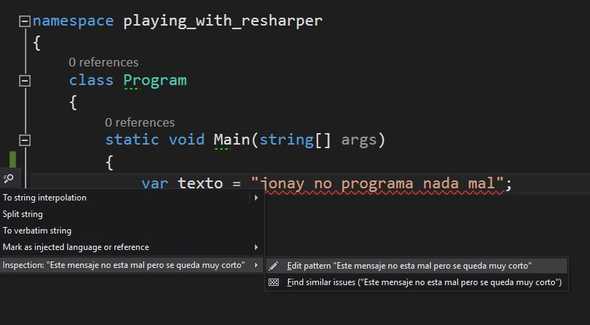 namespace playing_with_resharper
{
0 references
class Program
{
0 references
static void Main(string[] args)
{
var texto = "jonay no programa nada mal";
To string interpolation
Split string
To verbatim string
Mark as injected language or reference
Inspection: "Este mensaje no esta mal pero se queda muy corto"
Edit pattern "Este mensaje no esta mal pero se queda muy corto"
Find similar issues ("Este mensaje no esta mal pero se queda muy corto")